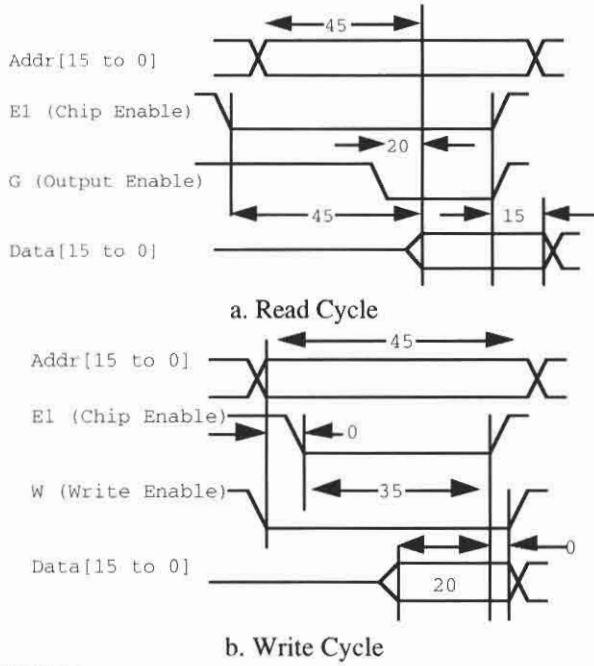 45
Addr[15 to 0]
E1 (Chip Enable)
20
G (Output Enable)
45
15
Data[15 to 0]
a. Read Cycle
45
Addr[15 to 0]
E1 (Chip Enable)
0
35
W (Write Enable)
0
Data[15 to 0]
20
b. Write Cycle